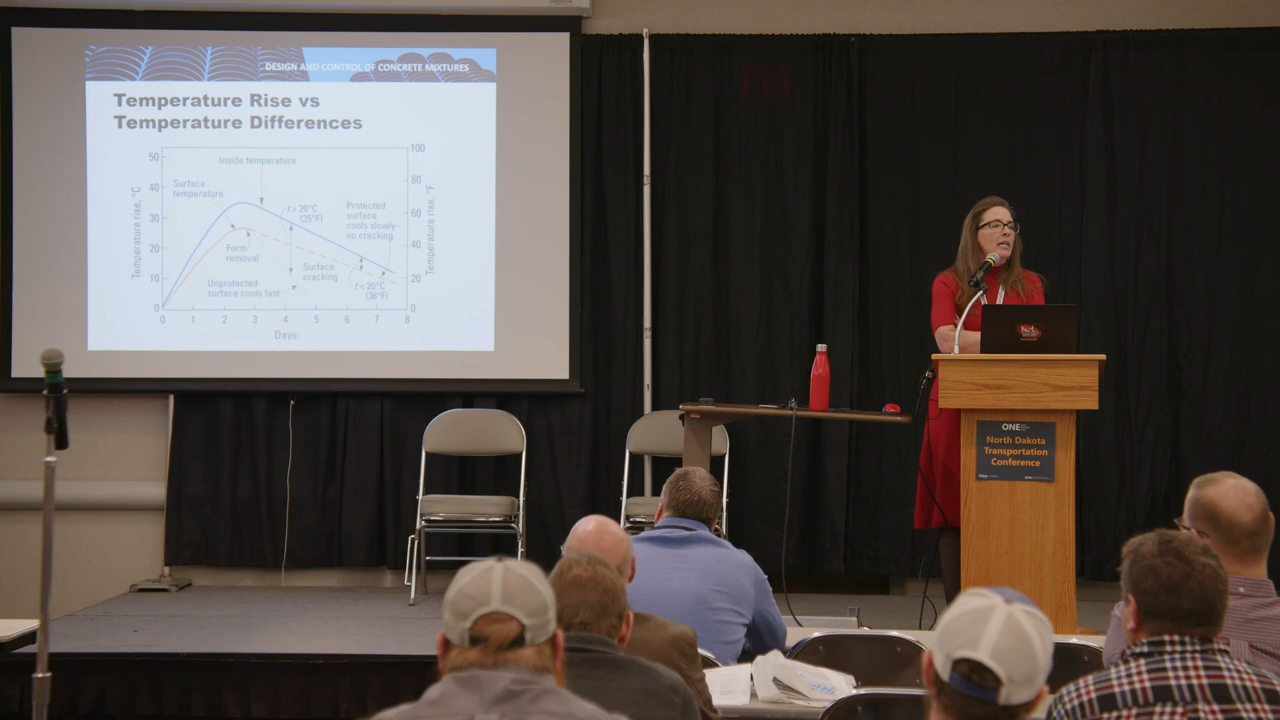 DESIGN AND CONTROL OF CONCRETE MIXTURES
Temperature Rise vs
Temperature Differences
50
40
30
20
10
0
Temperature rise, °C
Inside temperature
Surface
temperature
t > 20°C
(35°F)
Protected
surface
cools slowly-
no cracking
Form
removal
Surface
cracking
Unprotected
surface cools fast
t < 20°C
(36°F)
100
80
60
40
20
0
Temperature rise, °F
0 1 2 3 4 5 6 7 8
Days
ONE
North Dakota
Transportation
Conference